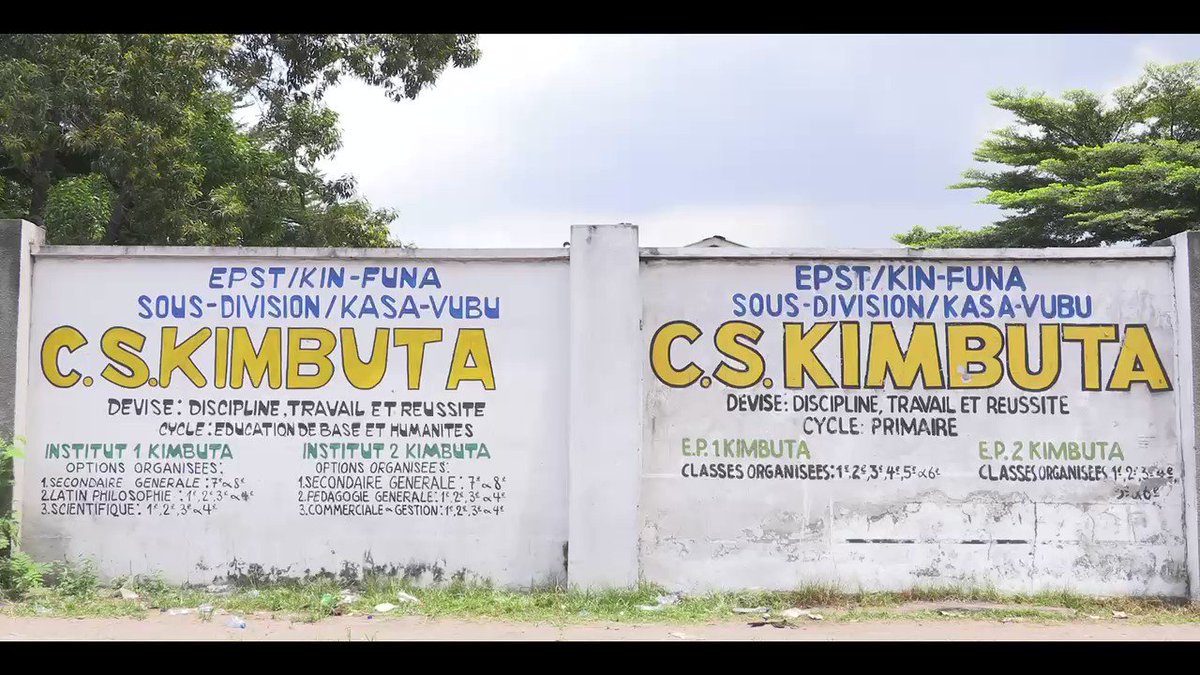 EPST/KIN-FUNA
SOUS-DIVISION/KASA-VUBU
C.S.KIMBUTA
DEVISE: DISCIPLINE, TRAVAIL ET REUSSITE
CYCLE: EDUCATION DE BASE ET HUMANITES
INSTITUT 1 KIMBUTA
OPTIONS ORGANISEES:
1.SECONDAIRE GENERALE: 7e∝8e
2.LATIN PHILOSOPHIE: 1e,2e,3e∝4e
3.SCIENTIFIQUE: 1e,2e,3e∝4e
INSTITUT 2 KIMBUTA
OPTIONS ORGANISEES:
1.SECONDAIRE GENERALE: 7e∝8e
2.PEDAGOGIE GENERALE: 1e,2e,3e∝4e
3.COMMERCIALE∝GESTION: 1e,2e,3e∝4e
EPST/KIN-FUNA
SOUS-DIVISION/KASA-VUBU
C.S.KIMBUTA
DEVISE: DISCIPLINE, TRAVAIL ET REUSSITE
CYCLE: PRIMAIRE
E.P.1 KIMBUTA
CLASSES ORGANISEES: 1e,2e,3e,4e,5e∝6e
E.P.2 KIMBUTA
CLASSES ORGANISEES: 1e,2e,3e,4e,
5e∝6e